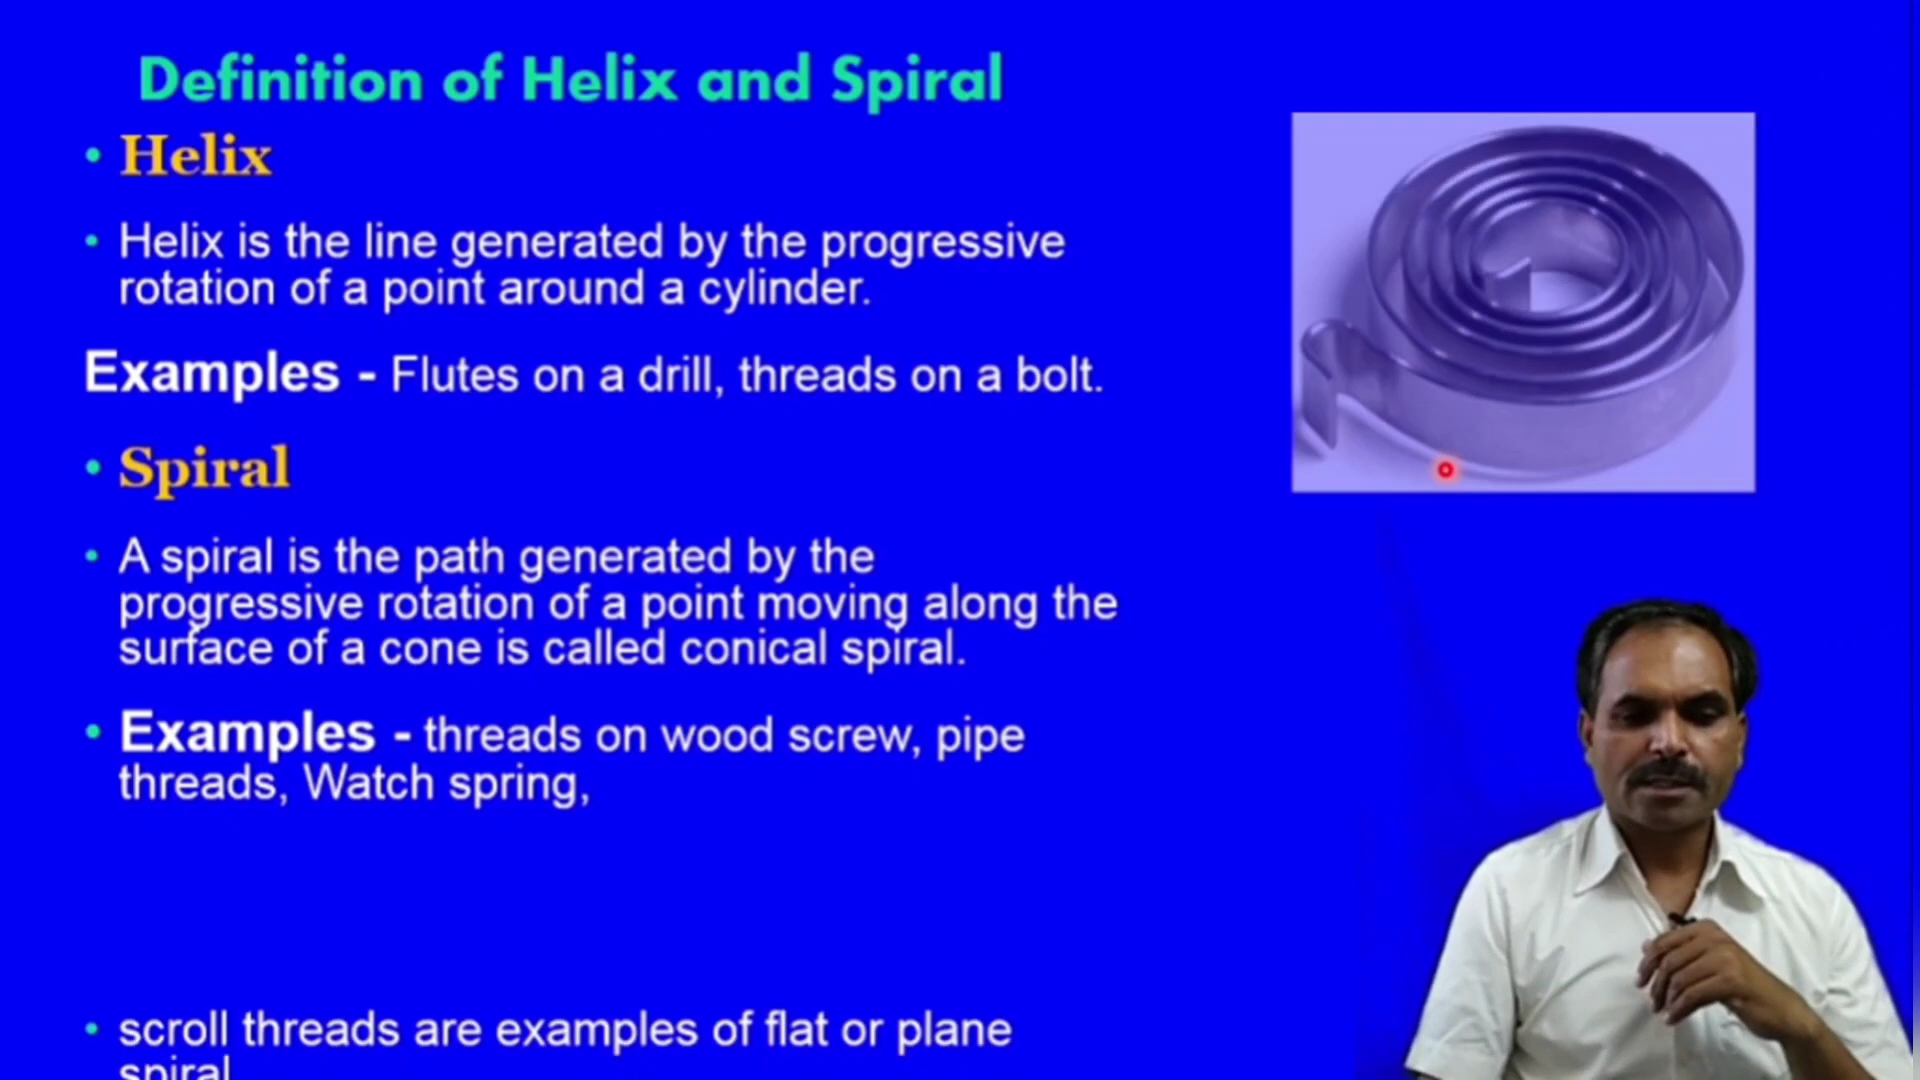 Definition of Helix and Spiral
• Helix
• Helix is the line generated by the progressive
rotation of a point around a cylinder.
Examples - Flutes on a drill, threads on a bolt.
• Spiral
• A spiral is the path generated by the
progressive rotation of a point moving along the
surface of a cone is called conical spiral.
• Examples - threads on wood screw, pipe
threads, Watch spring,
• scroll threads are examples of flat or plane
spiral